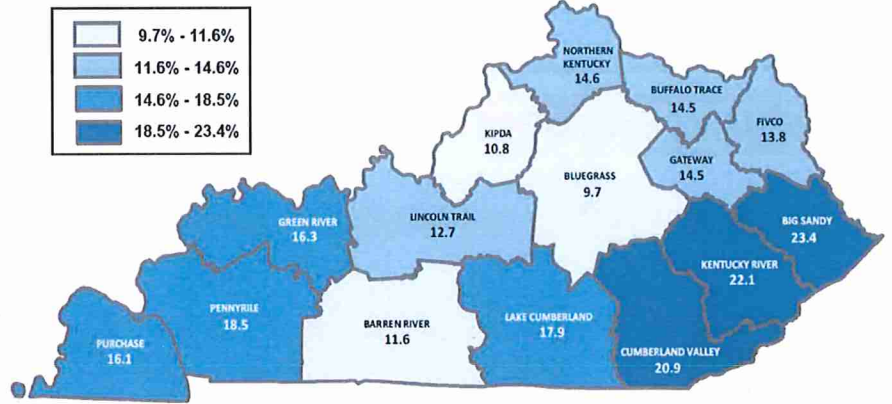 9.7% - 11.6%
11.6% - 14.6%
14.6% - 18.5%
18.5% - 23.4%
NORTHERN
KENTUCKY
14.6
BUFFALO TRACE
14.5
FIVCO
13.8
KIPDA
10.8
GATEWAY
14.5
BLUEGRASS
9.7
LINCOLN TRAIL
12.7
GREEN RIVER
16.3
BIG SANDY
23.4
KENTUCKY RIVER
22.1
PENNYRILE
18.5
LAKE CUMBERLAND
17.9
BARREN RIVER
11.6
PURCHASE
16.1
CUMBERLAND VALLEY
20.9